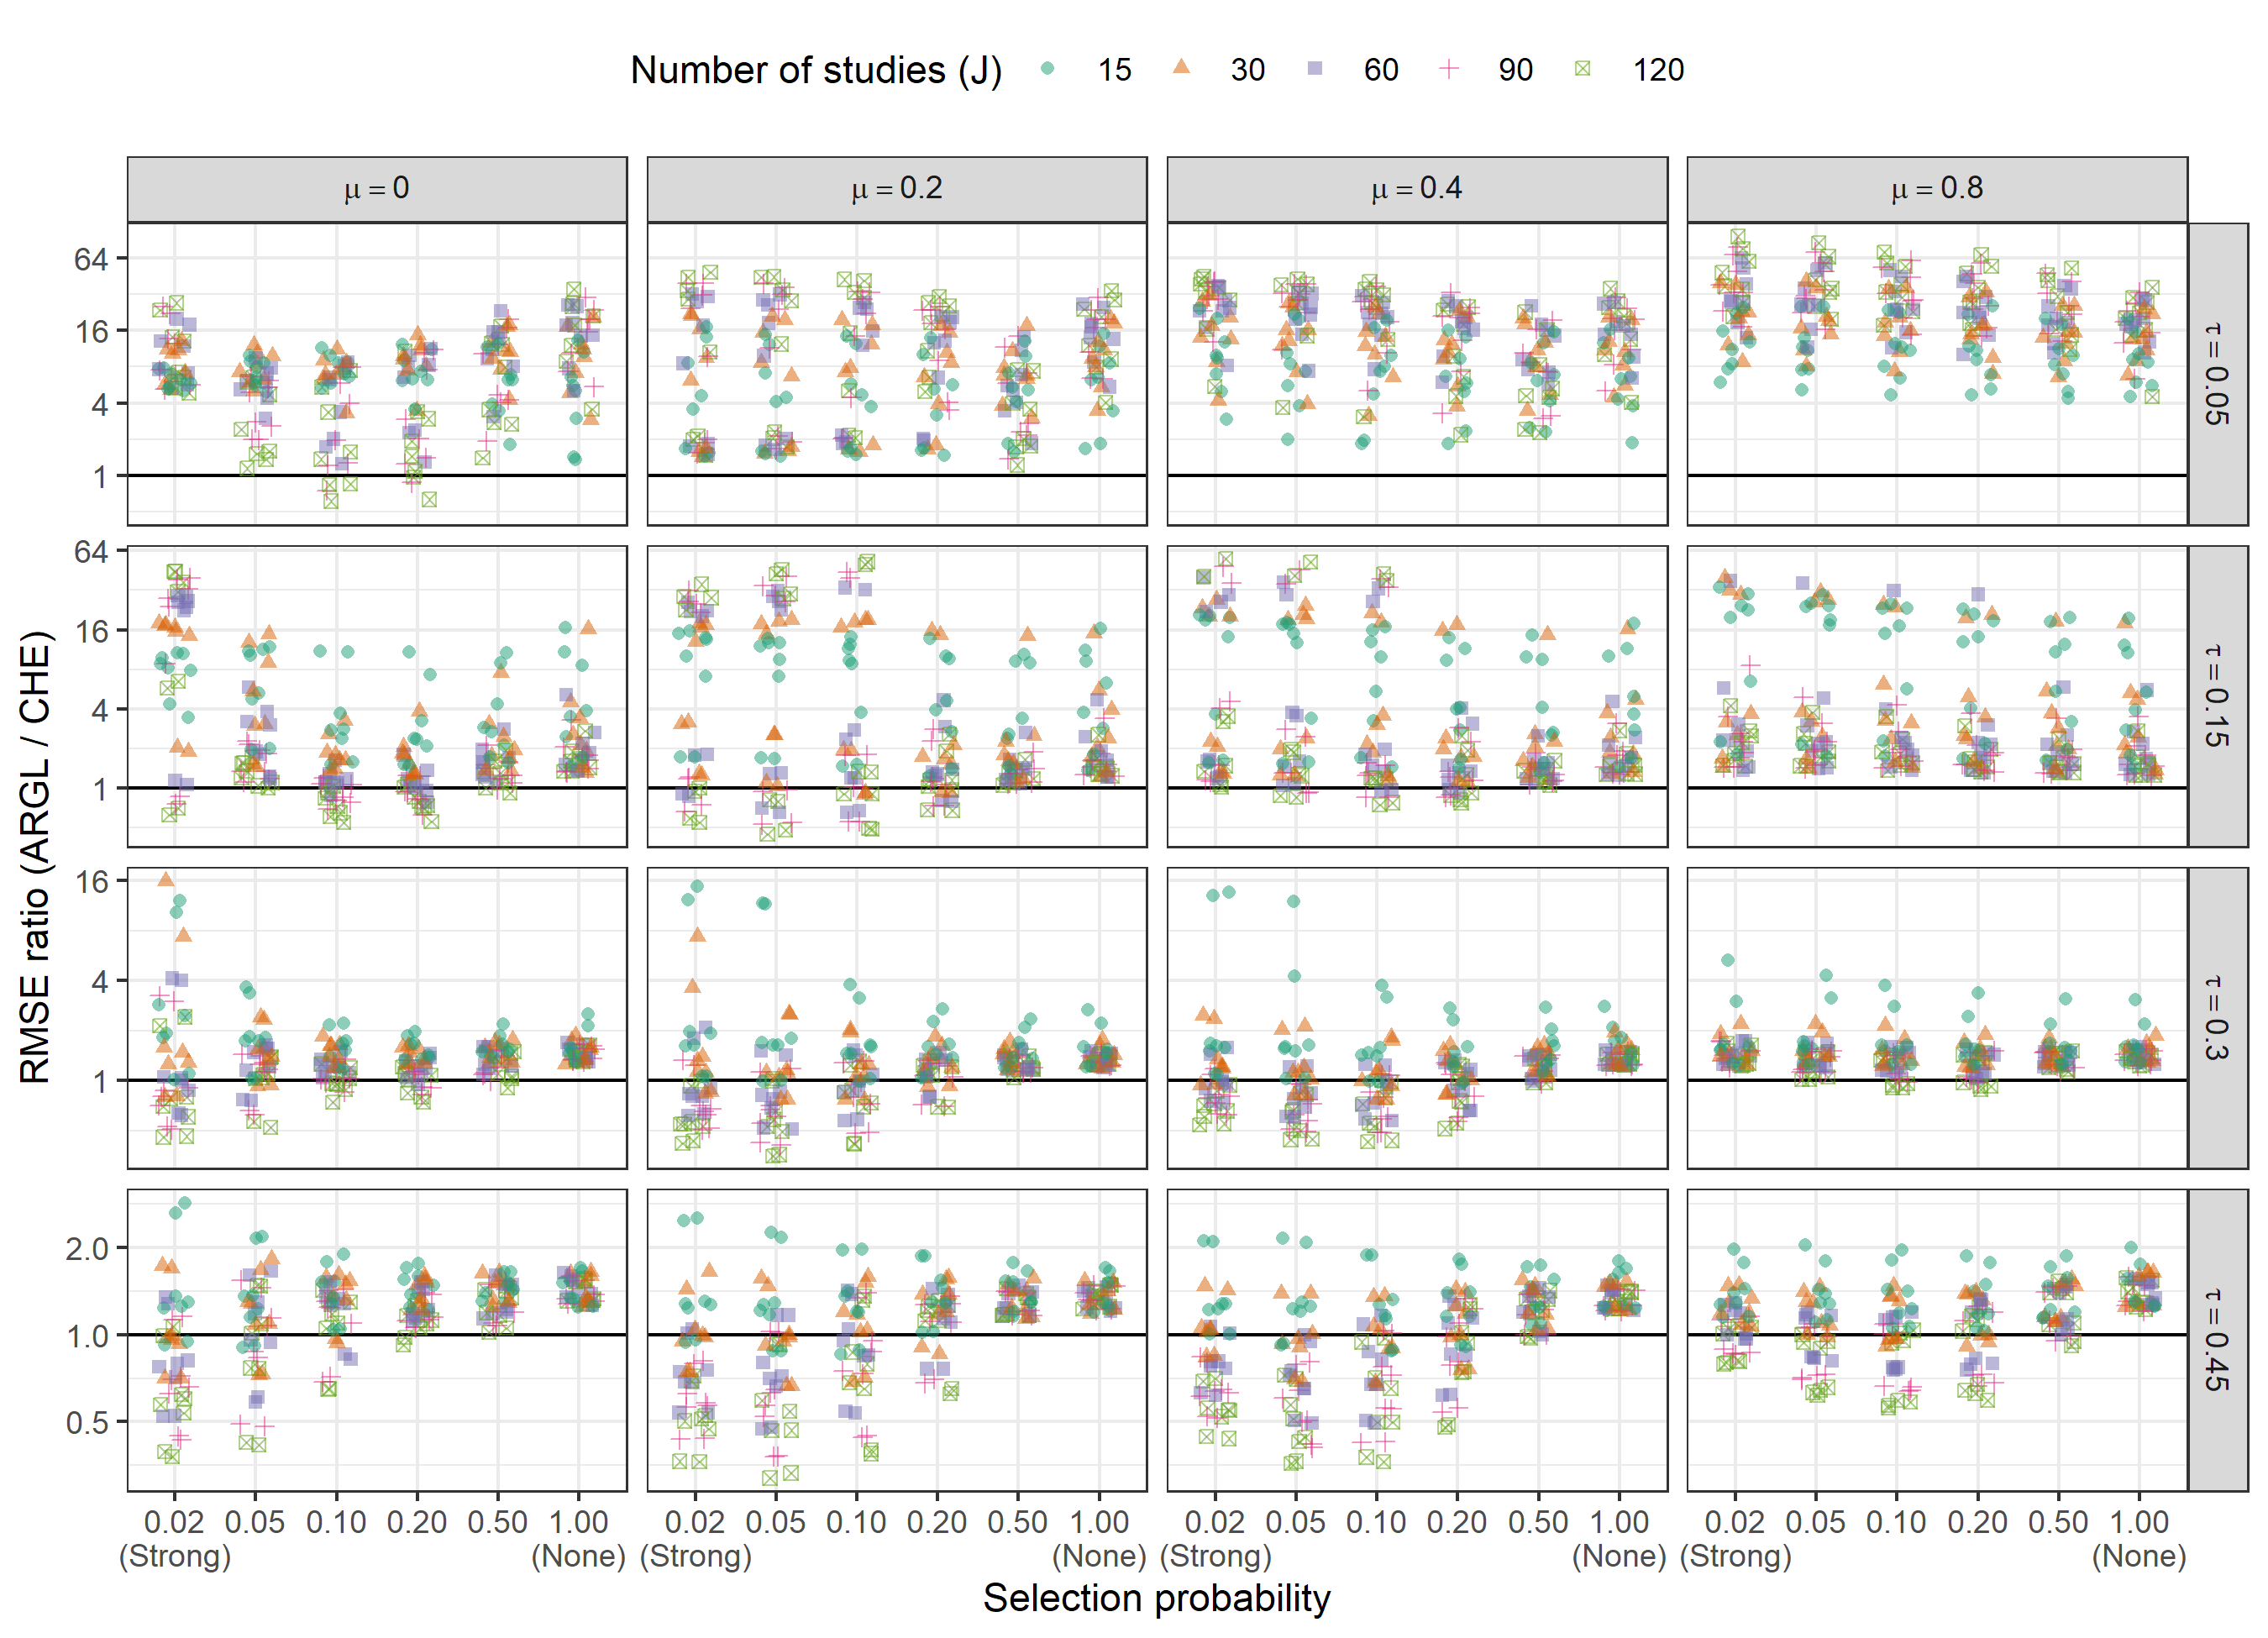 Number of studies (J) 15 30 60 90 120
μ = 0 μ = 0.2 μ = 0.4 μ = 0.8
RMSE ratio (ARGL / CHE)
64
16
4
1
τ = 0.05
64
16
4
1
τ = 0.15
16
4
1
τ = 0.3
2.0
1.0
0.5
τ = 0.45
0.02 0.05 0.10 0.20 0.50 1.00 0.02 0.05 0.10 0.20 0.50 1.00 0.02 0.05 0.10 0.20 0.50 1.00 0.02 0.05 0.10 0.20 0.50 1.00
(Strong) (None) (Strong) (None) (Strong) (None) (Strong) (None)
Selection probability